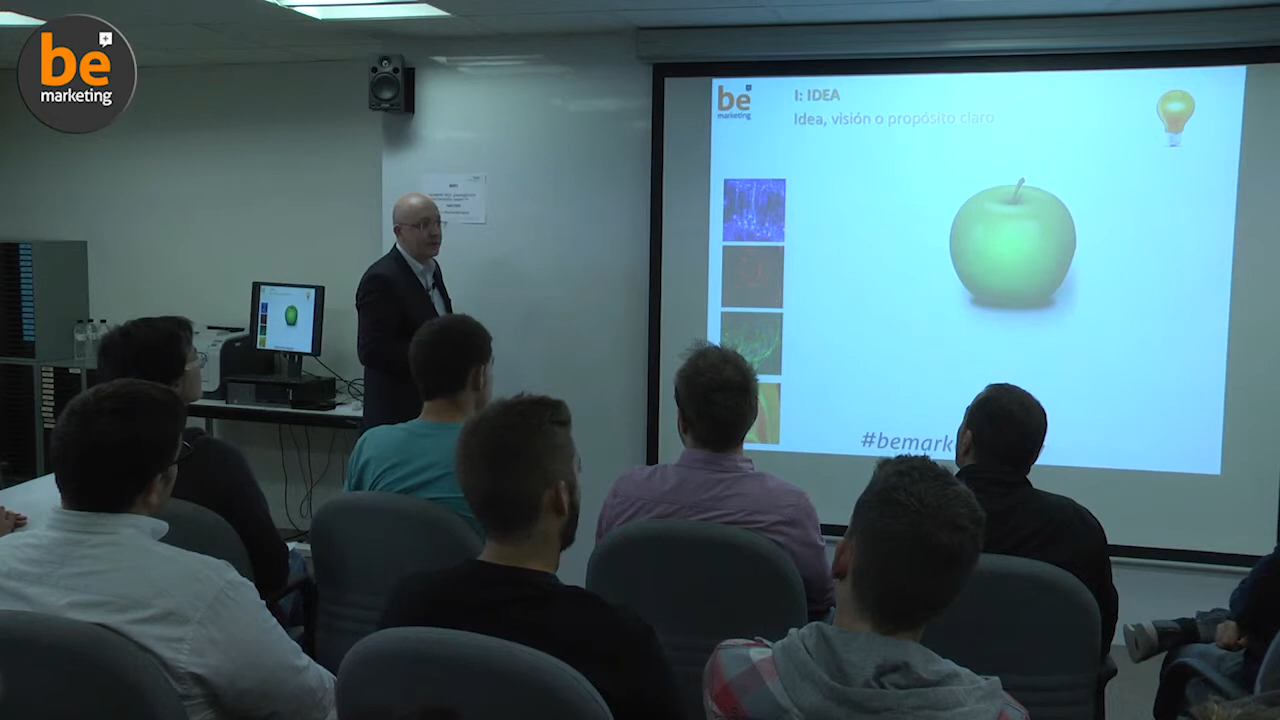 be
marketing
be
marketing
I: IDEA
Idea, visión o propósito claro
#bemark